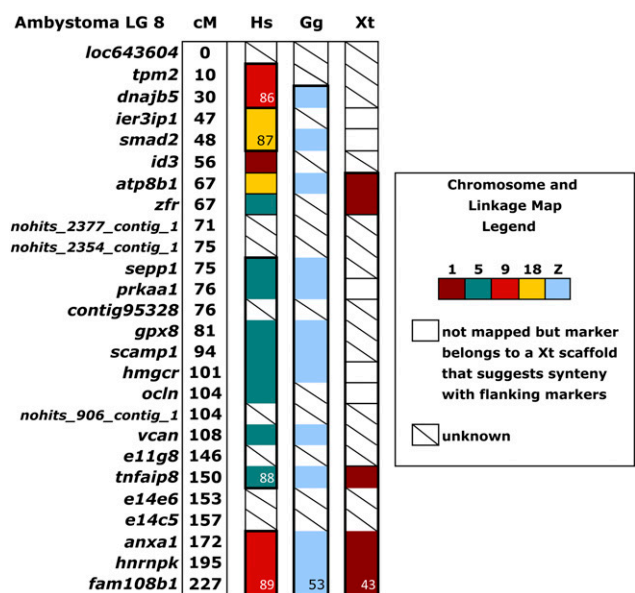 Ambystoma LG 8 cM Hs Gg Xt
loc643604 0
tpm2 10
dnajb5 30 86
ier3ip1 47
smad2 48 87
id3 56
atp8b1 67
zfr 67
nohits_2377_contig_1 71
nohits_2354_contig_1 75
sepp1 75
prkaa1 76
contig95328 76
gpx8 81
scamp1 94
hmgcr 101
ocln 104
nohits_906_contig_1 104
vcan 108
e11g8 146
tnfaip8 150 88
e14e6 153
e14c5 157
anxa1 172
hnrnpk 195
fam108b1 227 89 53 43
Chromosome and
Linkage Map
Legend
1 5 9 18 Z
not mapped but marker
belongs to a Xt scaffold
that suggests synteny
with flanking markers
unknown